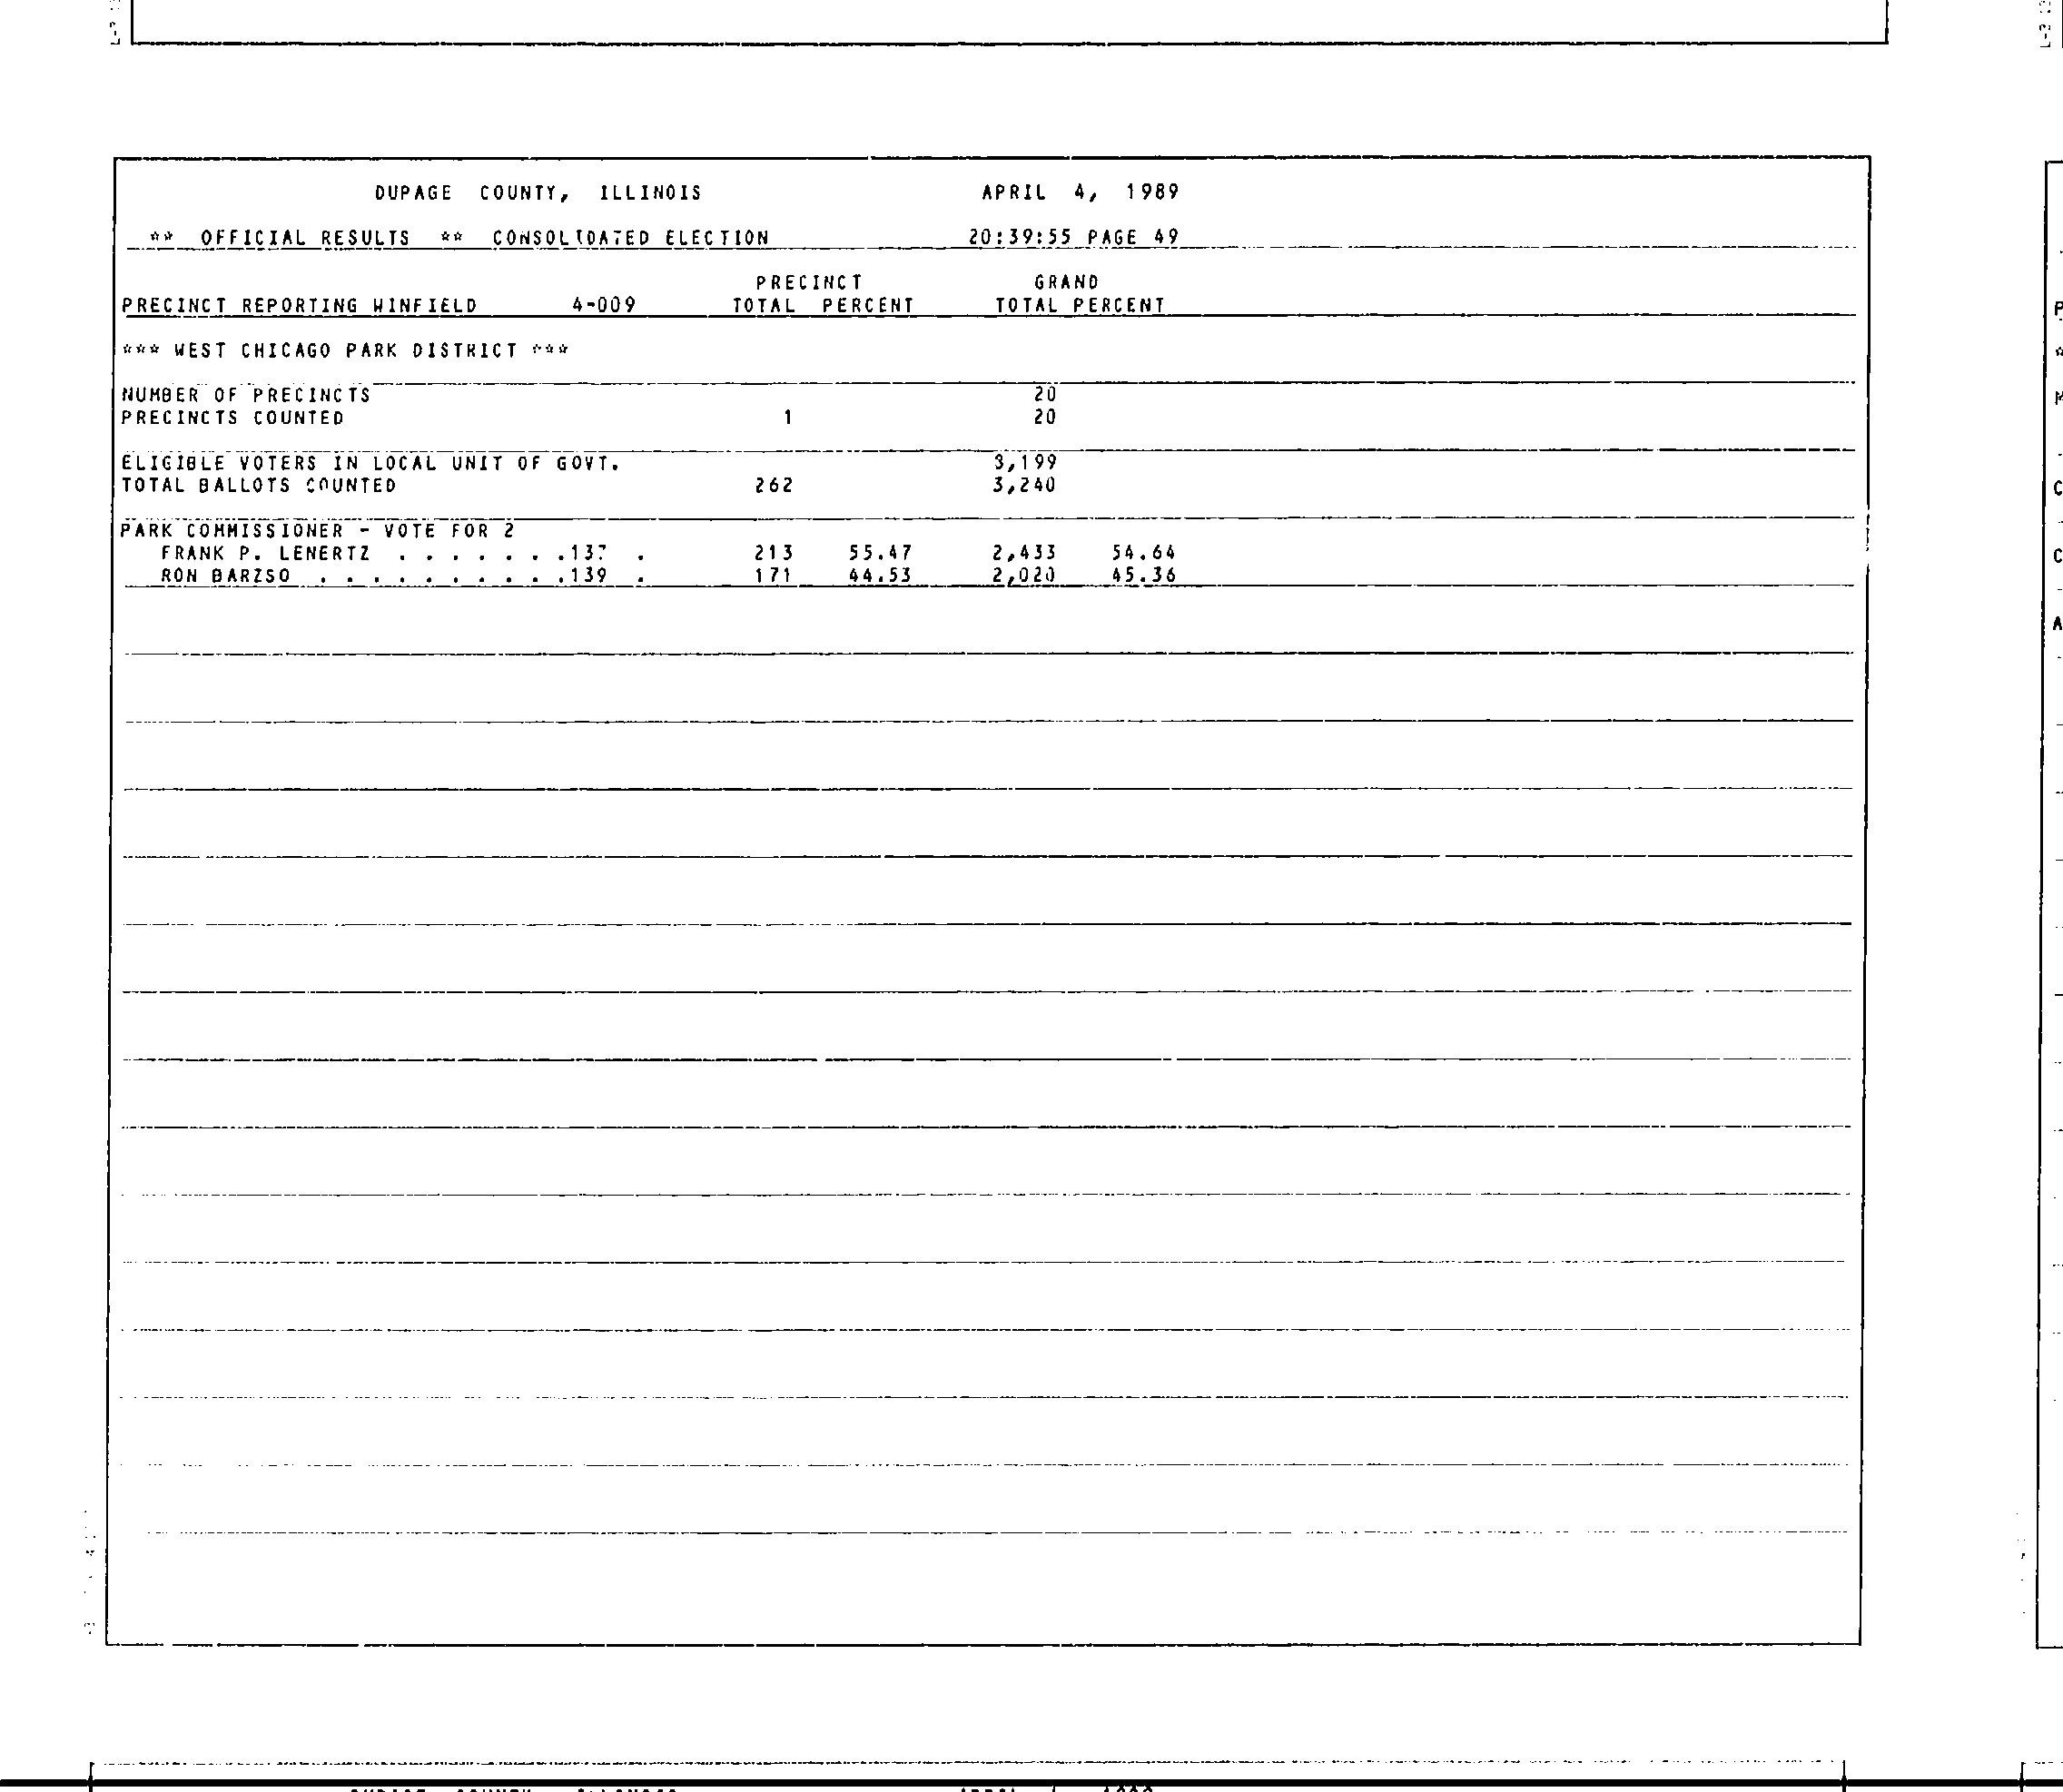 DUPAGE COUNTY, ILLINOIS APRIL 4, 1989
** OFFICIAL RESULTS ** CONSOLIDATED ELECTION 20:39:55 PAGE 49
PRECINCT GRAND
PRECINCT REPORTING WINFIELD 4-009 TOTAL PERCENT TOTAL PERCENT
*** WEST CHICAGO PARK DISTRICT ***
NUMBER OF PRECINCTS 20
PRECINCTS COUNTED 1 20
ELIGIBLE VOTERS IN LOCAL UNIT OF GOVT. 3,199
TOTAL BALLOTS COUNTED 262 3,240
PARK COMMISSIONER - VOTE FOR 2
FRANK P. LENERTZ . . . . . . .137 . 213 55.47 2,433 54.64
RON BARZSO . . . . . . . . . .139 . 171 44.53 2,020 45.36